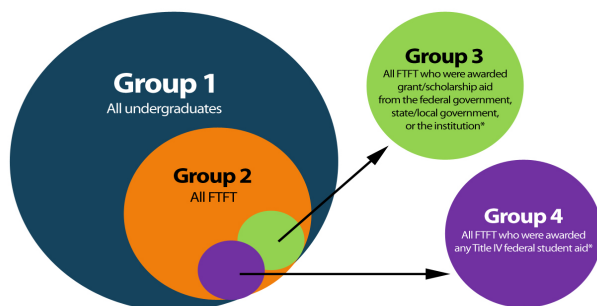 Group 1
All undergraduates
Group 2
All FTFT
Group 3
All FTFT who were awarded
grant/scholarship aid
from the federal government,
state/local government,
or the institution*
Group 4
All FTFT who were awarded
any Title IV federal student aid*